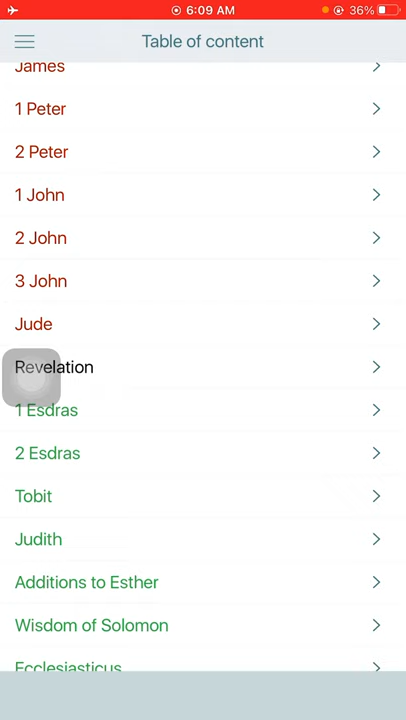 6:09 AM
36%
Table of content
James
1 Peter
2 Peter
1 John
2 John
3 John
Jude
Revelation
1 Esdras
2 Esdras
Tobit
Judith
Additions to Esther
Wisdom of Solomon
Ecclesiasticus